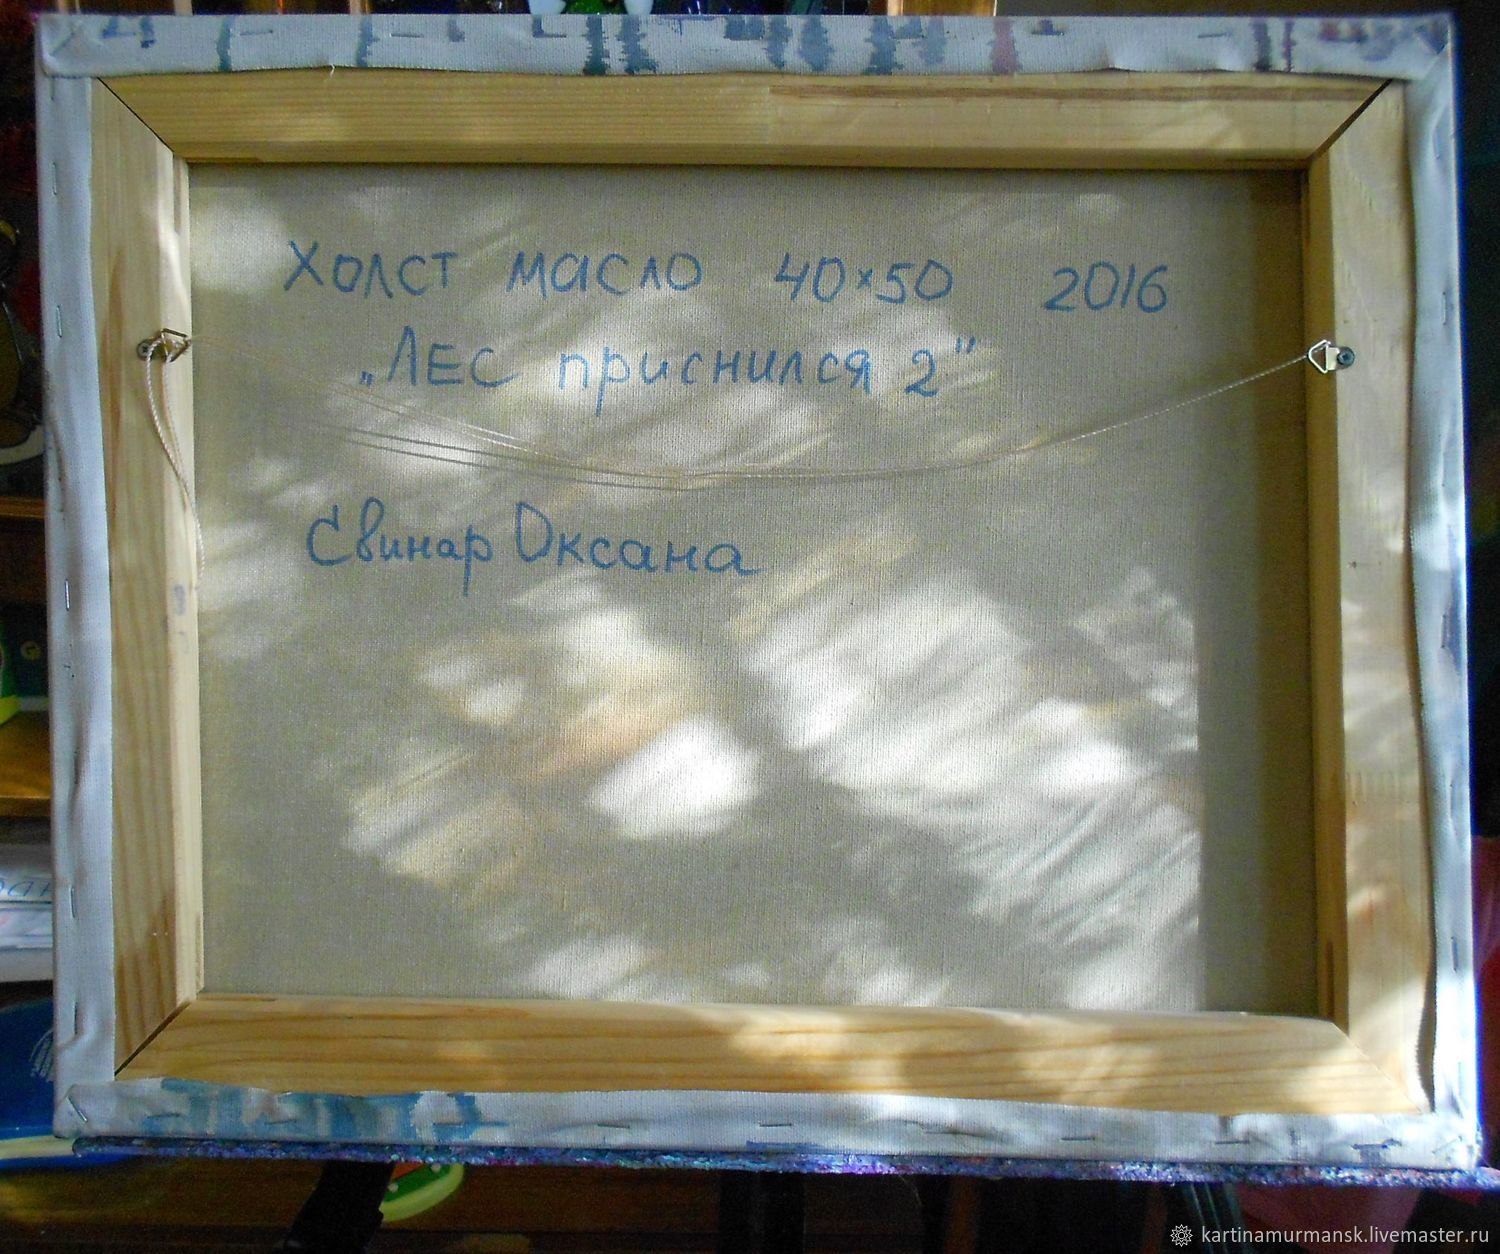 Холст масло 40×50 2016
„Лес приснился 2"
Свинар Оксана
kartinamurmansk.livemaster.ru